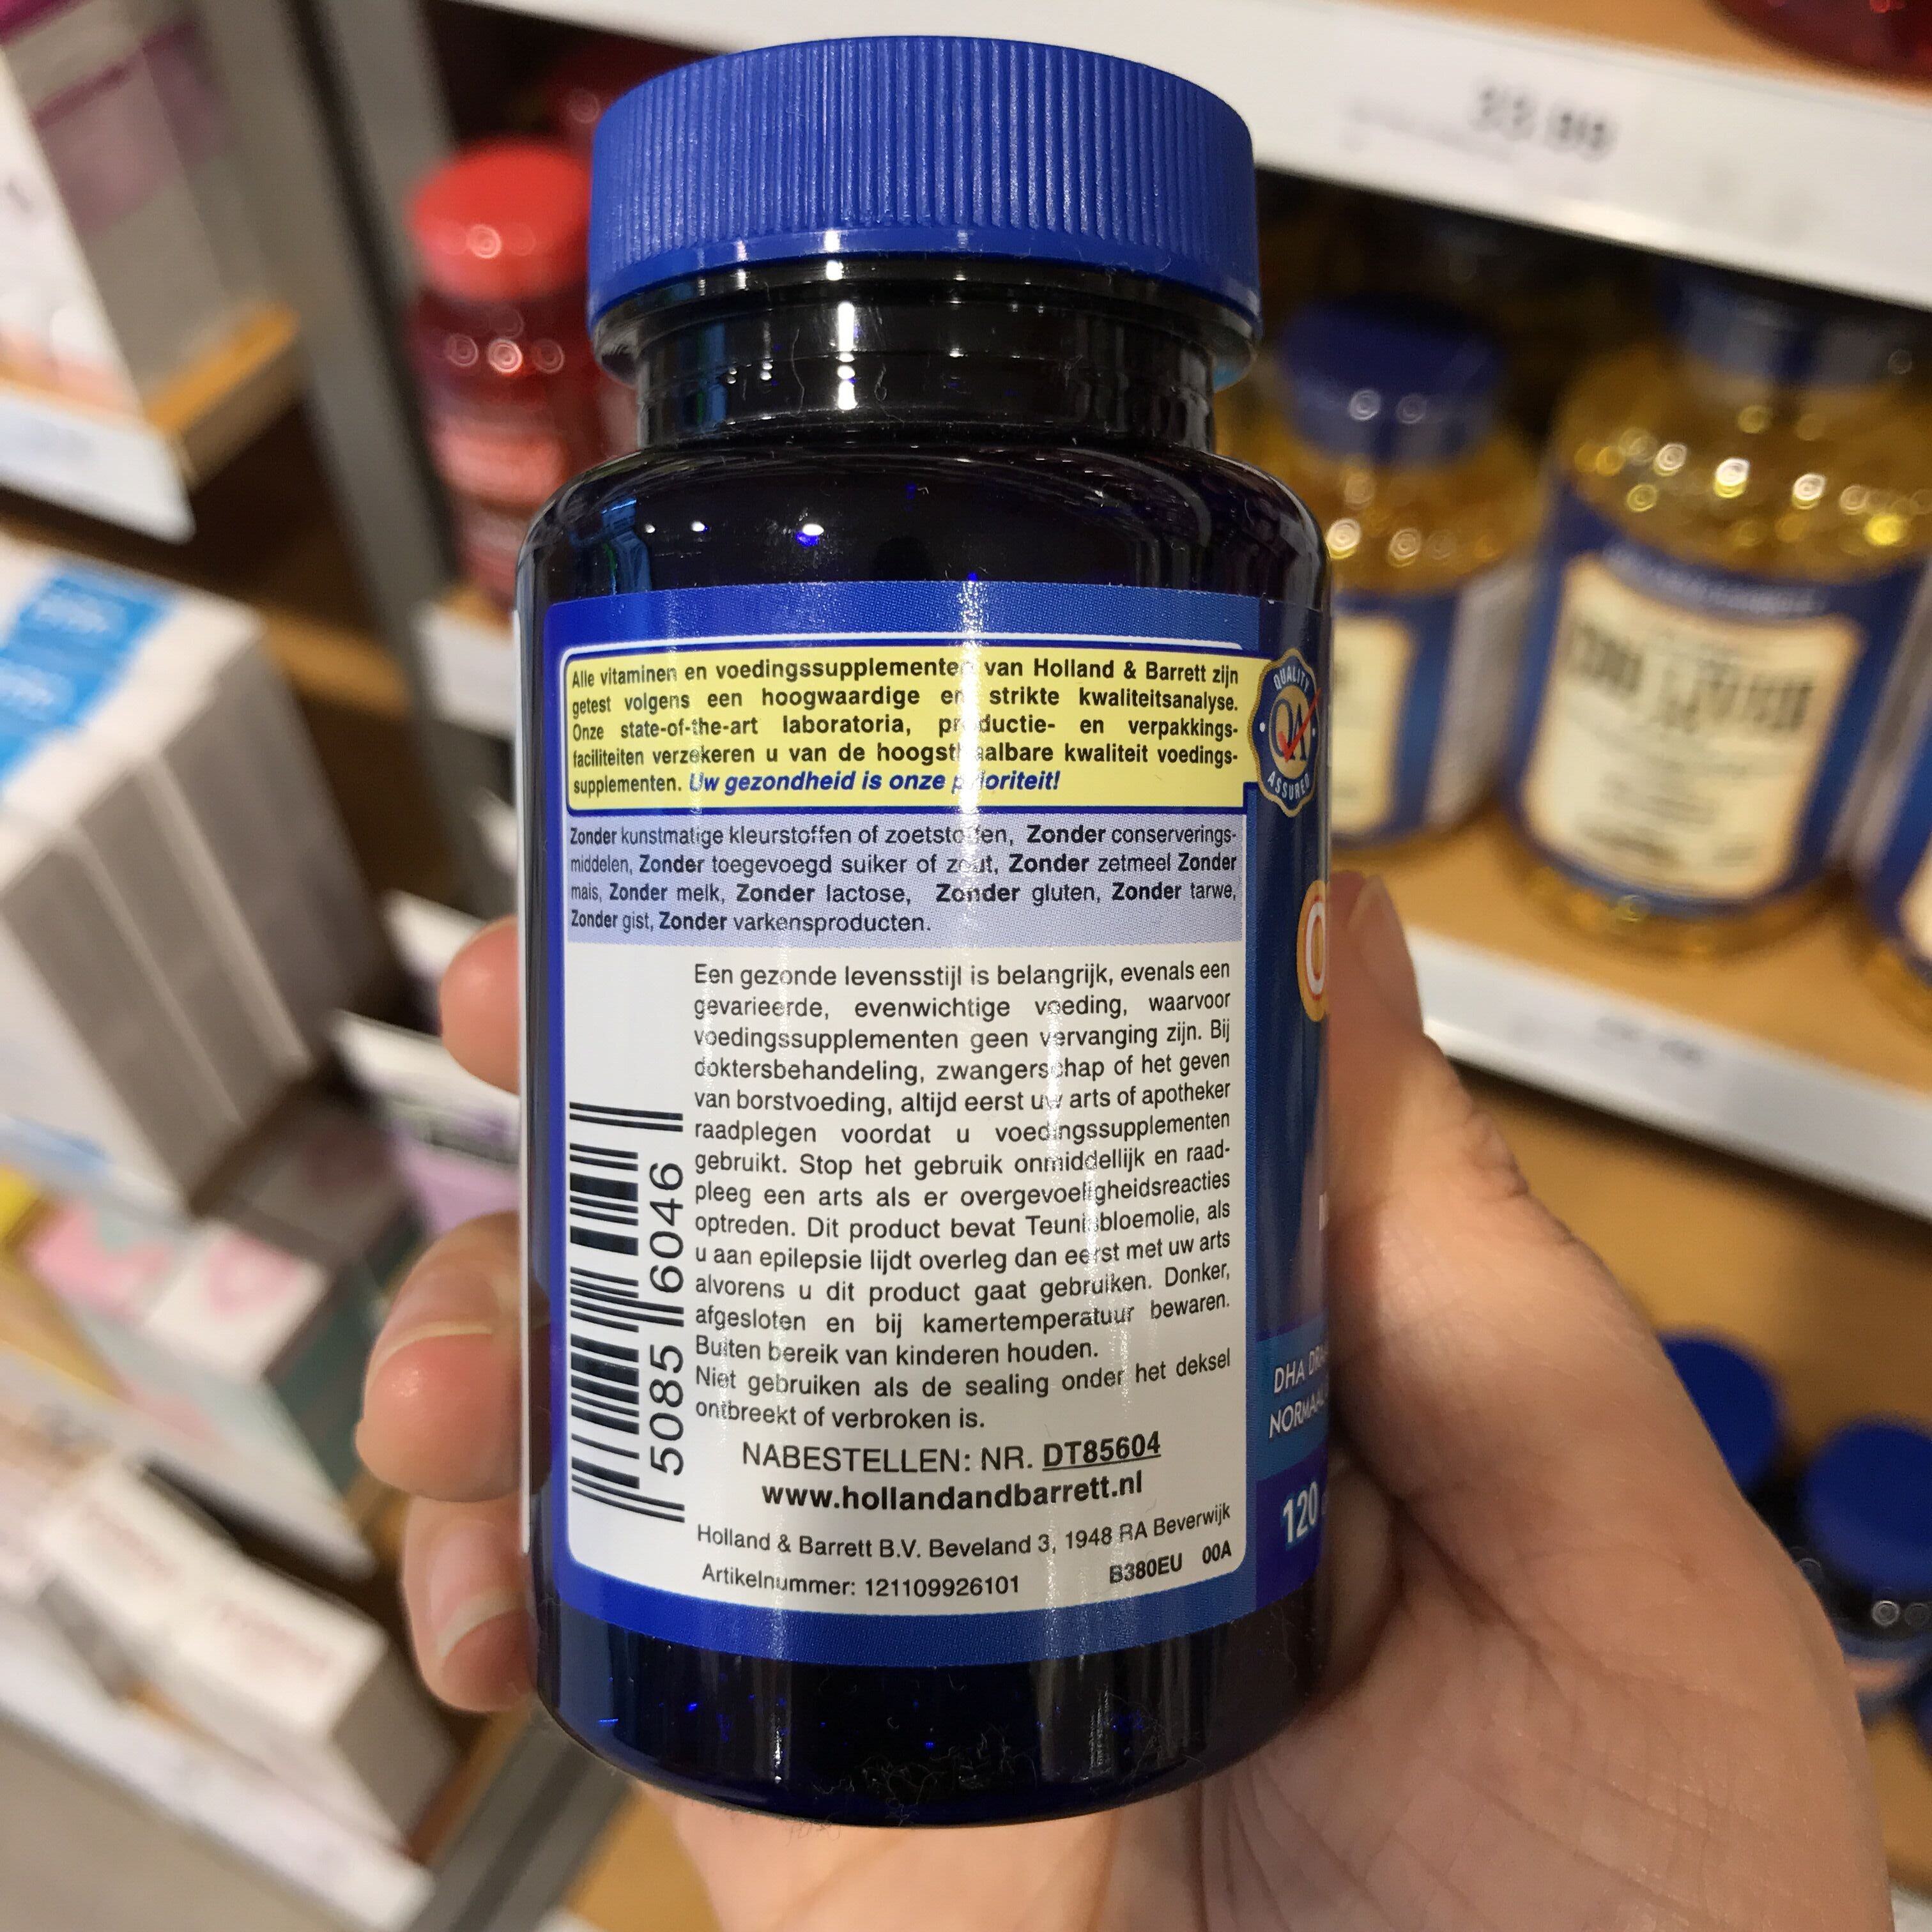 33.99
Alle vitaminen en voedingssupplementen van Holland & Barrett zijn
getest volgens een hoogwaardige en strikte kwaliteitsanalyse.
Onze state-of-the-art laboratoria, productie- en verpakkings-
faciliteiten verzekeren u van de hoogst haalbare kwaliteit voedings-
supplementen. Uw gezondheid is onze prioriteit!
QUALITY
QA
ASSURED
Zonder kunstmatige kleurstoffen of zoetstoffen, Zonder conserverings-
middelen, Zonder toegevoegd suiker of zout, Zonder zetmeel Zonder
mais, Zonder melk, Zonder lactose, Zonder gluten, Zonder tarwe,
Zonder gist, Zonder varkensproducten.
Een gezonde levensstijl is belangrijk, evenals een
gevarieerde, evenwichtige voeding, waarvoor
voedingssupplementen geen vervanging zijn. Bij
doktersbehandeling, zwangerschap of het geven
van borstvoeding, altijd eerst uw arts of apotheker
raadplegen voordat u voedingssupplementen
gebruikt. Stop het gebruik onmiddellijk en raad-
pleeg een arts als er overgevoeligheidsreacties
optreden. Dit product bevat Teunisbloemolie, als
u aan epilepsie lijdt overleg dan eerst met uw arts
alvorens u dit product gaat gebruiken. Donker,
afgesloten en bij kamertemperatuur bewaren.
Buiten bereik van kinderen houden.
Niet gebruiken als de sealing onder het deksel
ontbreekt of verbroken is.
NABESTELLEN: NR. DT85604
www.hollandandbarrett.nl
Holland & Barrett B.V. Beveland 3, 1948 RA Beverwijk
Artikelnummer: 121109926101 B380EU 00A
5085 6046
DHA
120